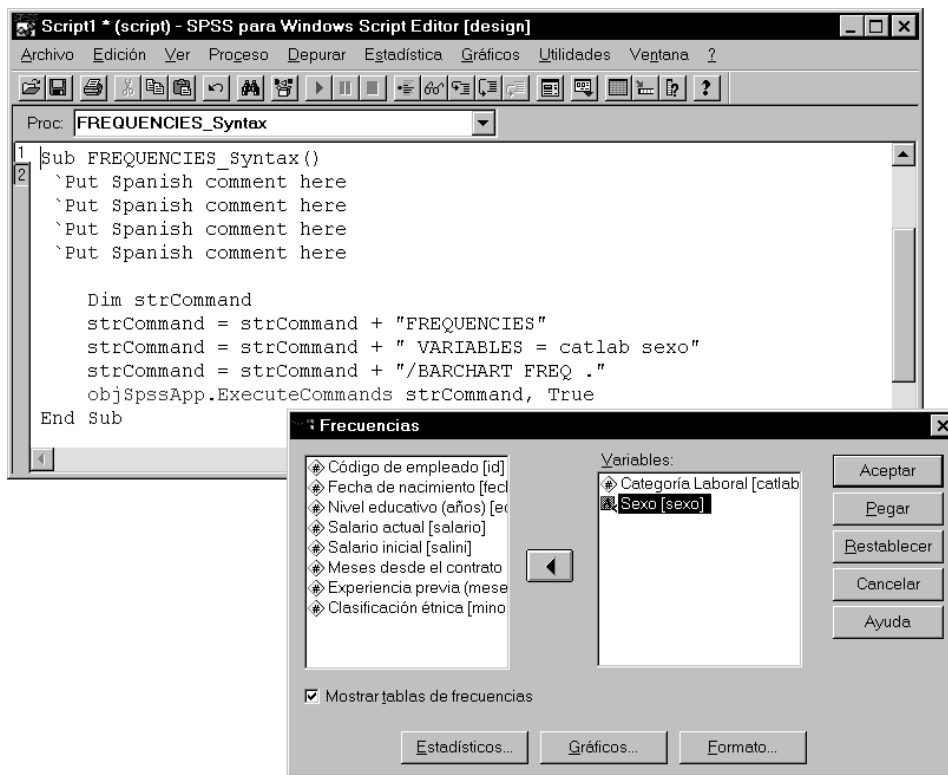 Script1 * (script) - SPSS para Windows Script Editor [design]
Archivo Edición Ver Proceso Depurar Estadística Gráficos Utilidades Ventana ?
Proc: FREQUENCIES_Syntax
1
2
Sub FREQUENCIES_Syntax()
`Put Spanish comment here
`Put Spanish comment here
`Put Spanish comment here
`Put Spanish comment here
Dim strCommand
strCommand = strCommand + "FREQUENCIES"
strCommand = strCommand + " VARIABLES = catlab sexo"
strCommand = strCommand + "/BARCHART FREQ ."
objSpssApp.ExecuteCommands strCommand, True
End Sub
Frecuencias
Código de empleado [id]
Fecha de nacimiento [fecl
Nivel educativo (años) [ed
Salario actual [salario]
Salario inicial [salini]
Meses desde el contrato
Experiencia previa (mese
Clasificación étnica [mino
Variables:
Categoría Laboral [catlab
Sexo [sexo]
Aceptar
Pegar
Restablecer
Cancelar
Ayuda
Mostrar tablas de frecuencias
Estadísticos... Gráficos... Formato...